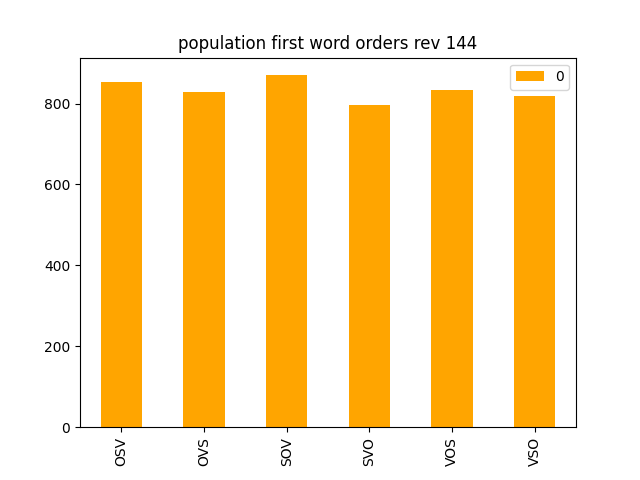 population first word orders rev 144
0
800
600
400
200
0
OSV
OVS
SOV
SVO
VOS
VSO